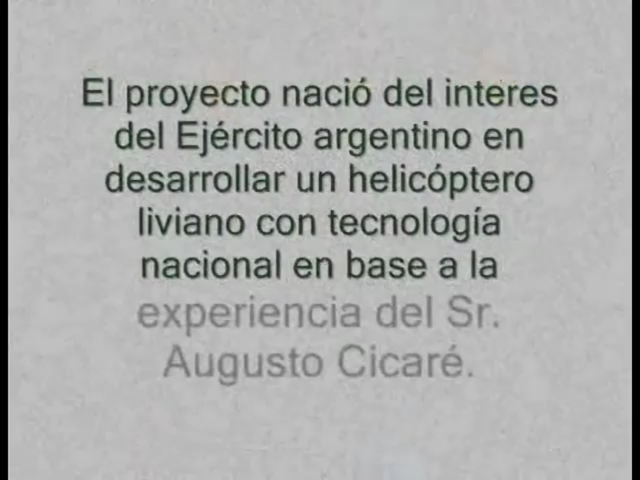 El proyecto nació del interes
del Ejército argentino en
desarrollar un helicóptero
liviano con tecnología
nacional en base a la
experiencia del Sr.
Augusto Cicaré.